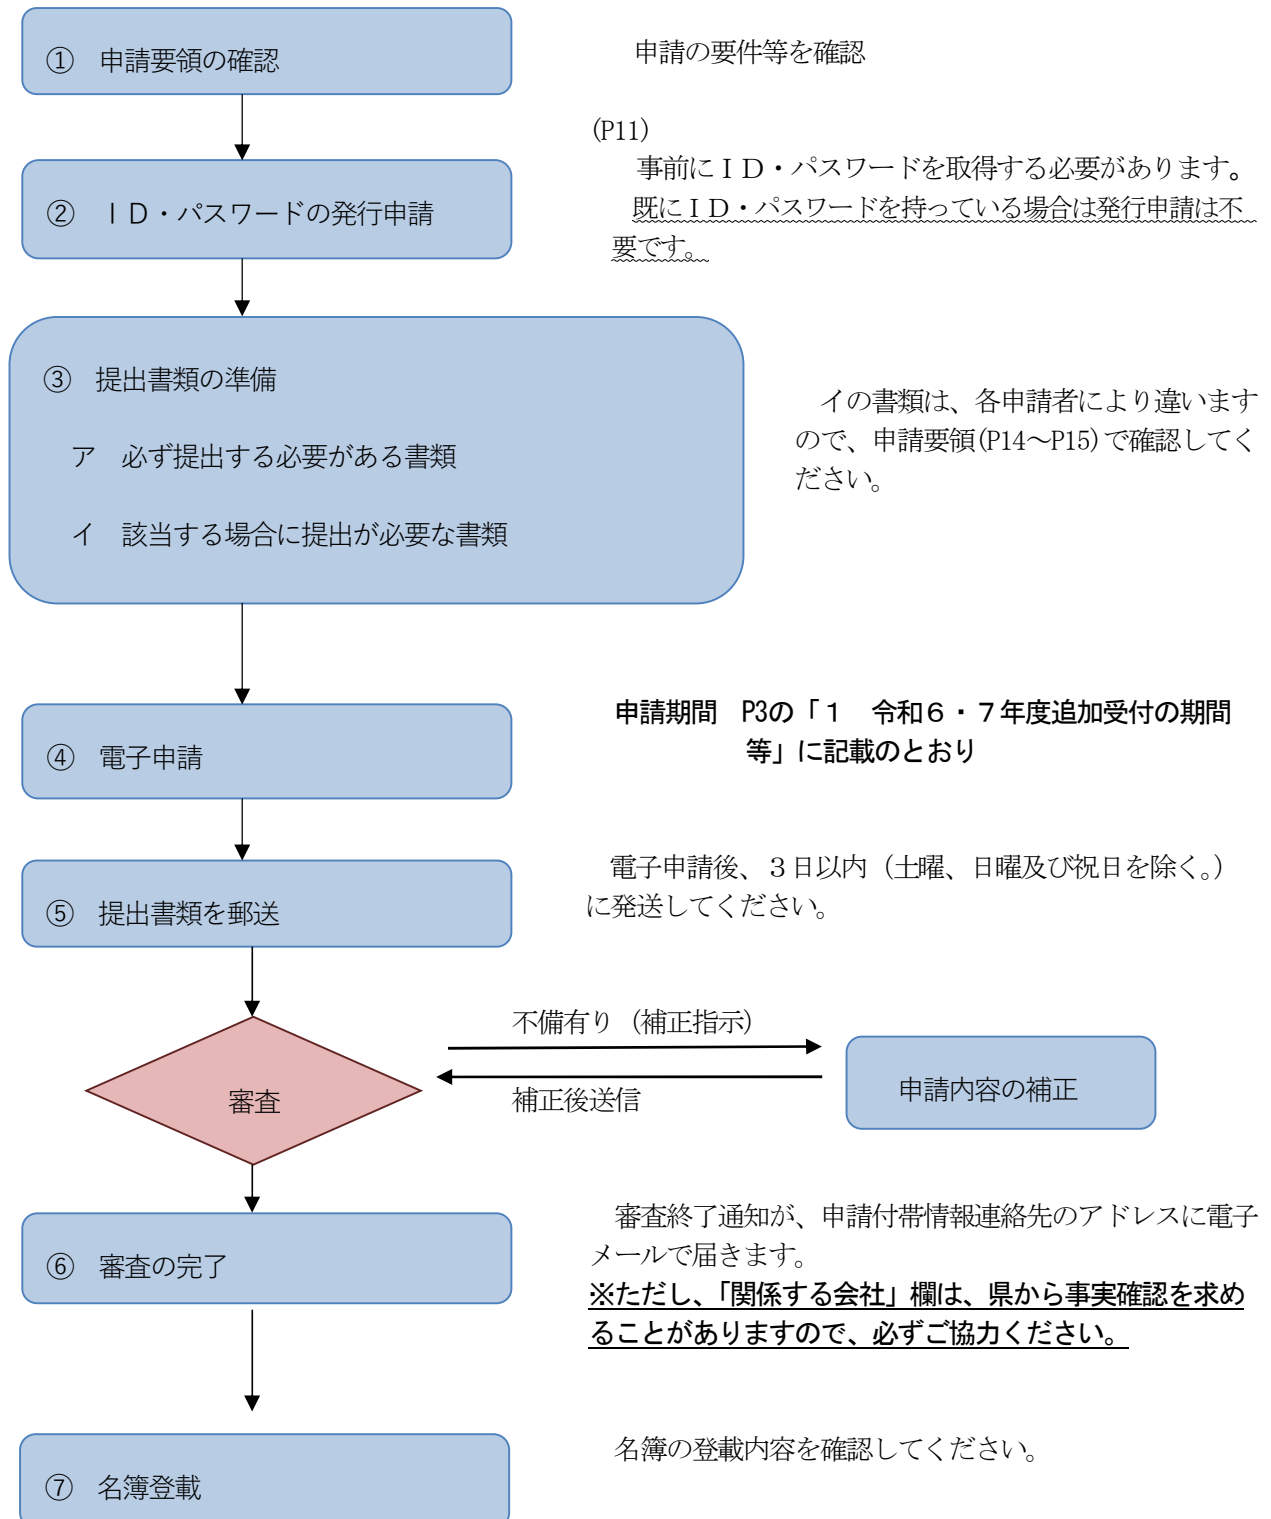 ① 申請要領の確認
申請の要件等を確認
(P11)
事前にＩＤ・パスワードを取得する必要があります。
② ＩＤ・パスワードの発行申請
既にＩＤ・パスワードを持っている場合は発行申請は不
要です。
③ 提出書類の準備
ア 必ず提出する必要がある書類
イ 該当する場合に提出が必要な書類
イの書類は、各申請者により違います
ので、申請要領(P14～P15)で確認してく
ださい。
申請期間 P3の「１ 令和６・７年度追加受付の期間
等」に記載のとおり
④ 電子申請
電子申請後、３日以内（土曜、日曜及び祝日を除く。）
に発送してください。
⑤ 提出書類を郵送
不備有り（補正指示）
審査
補正後送信
申請内容の補正
審査終了通知が、申請付帯情報連絡先のアドレスに電子
メールで届きます。
※ただし、「関係する会社」欄は、県から事実確認を求め
ることがありますので、必ずご協力ください。
⑥ 審査の完了
名簿の登載内容を確認してください。
⑦ 名簿登載